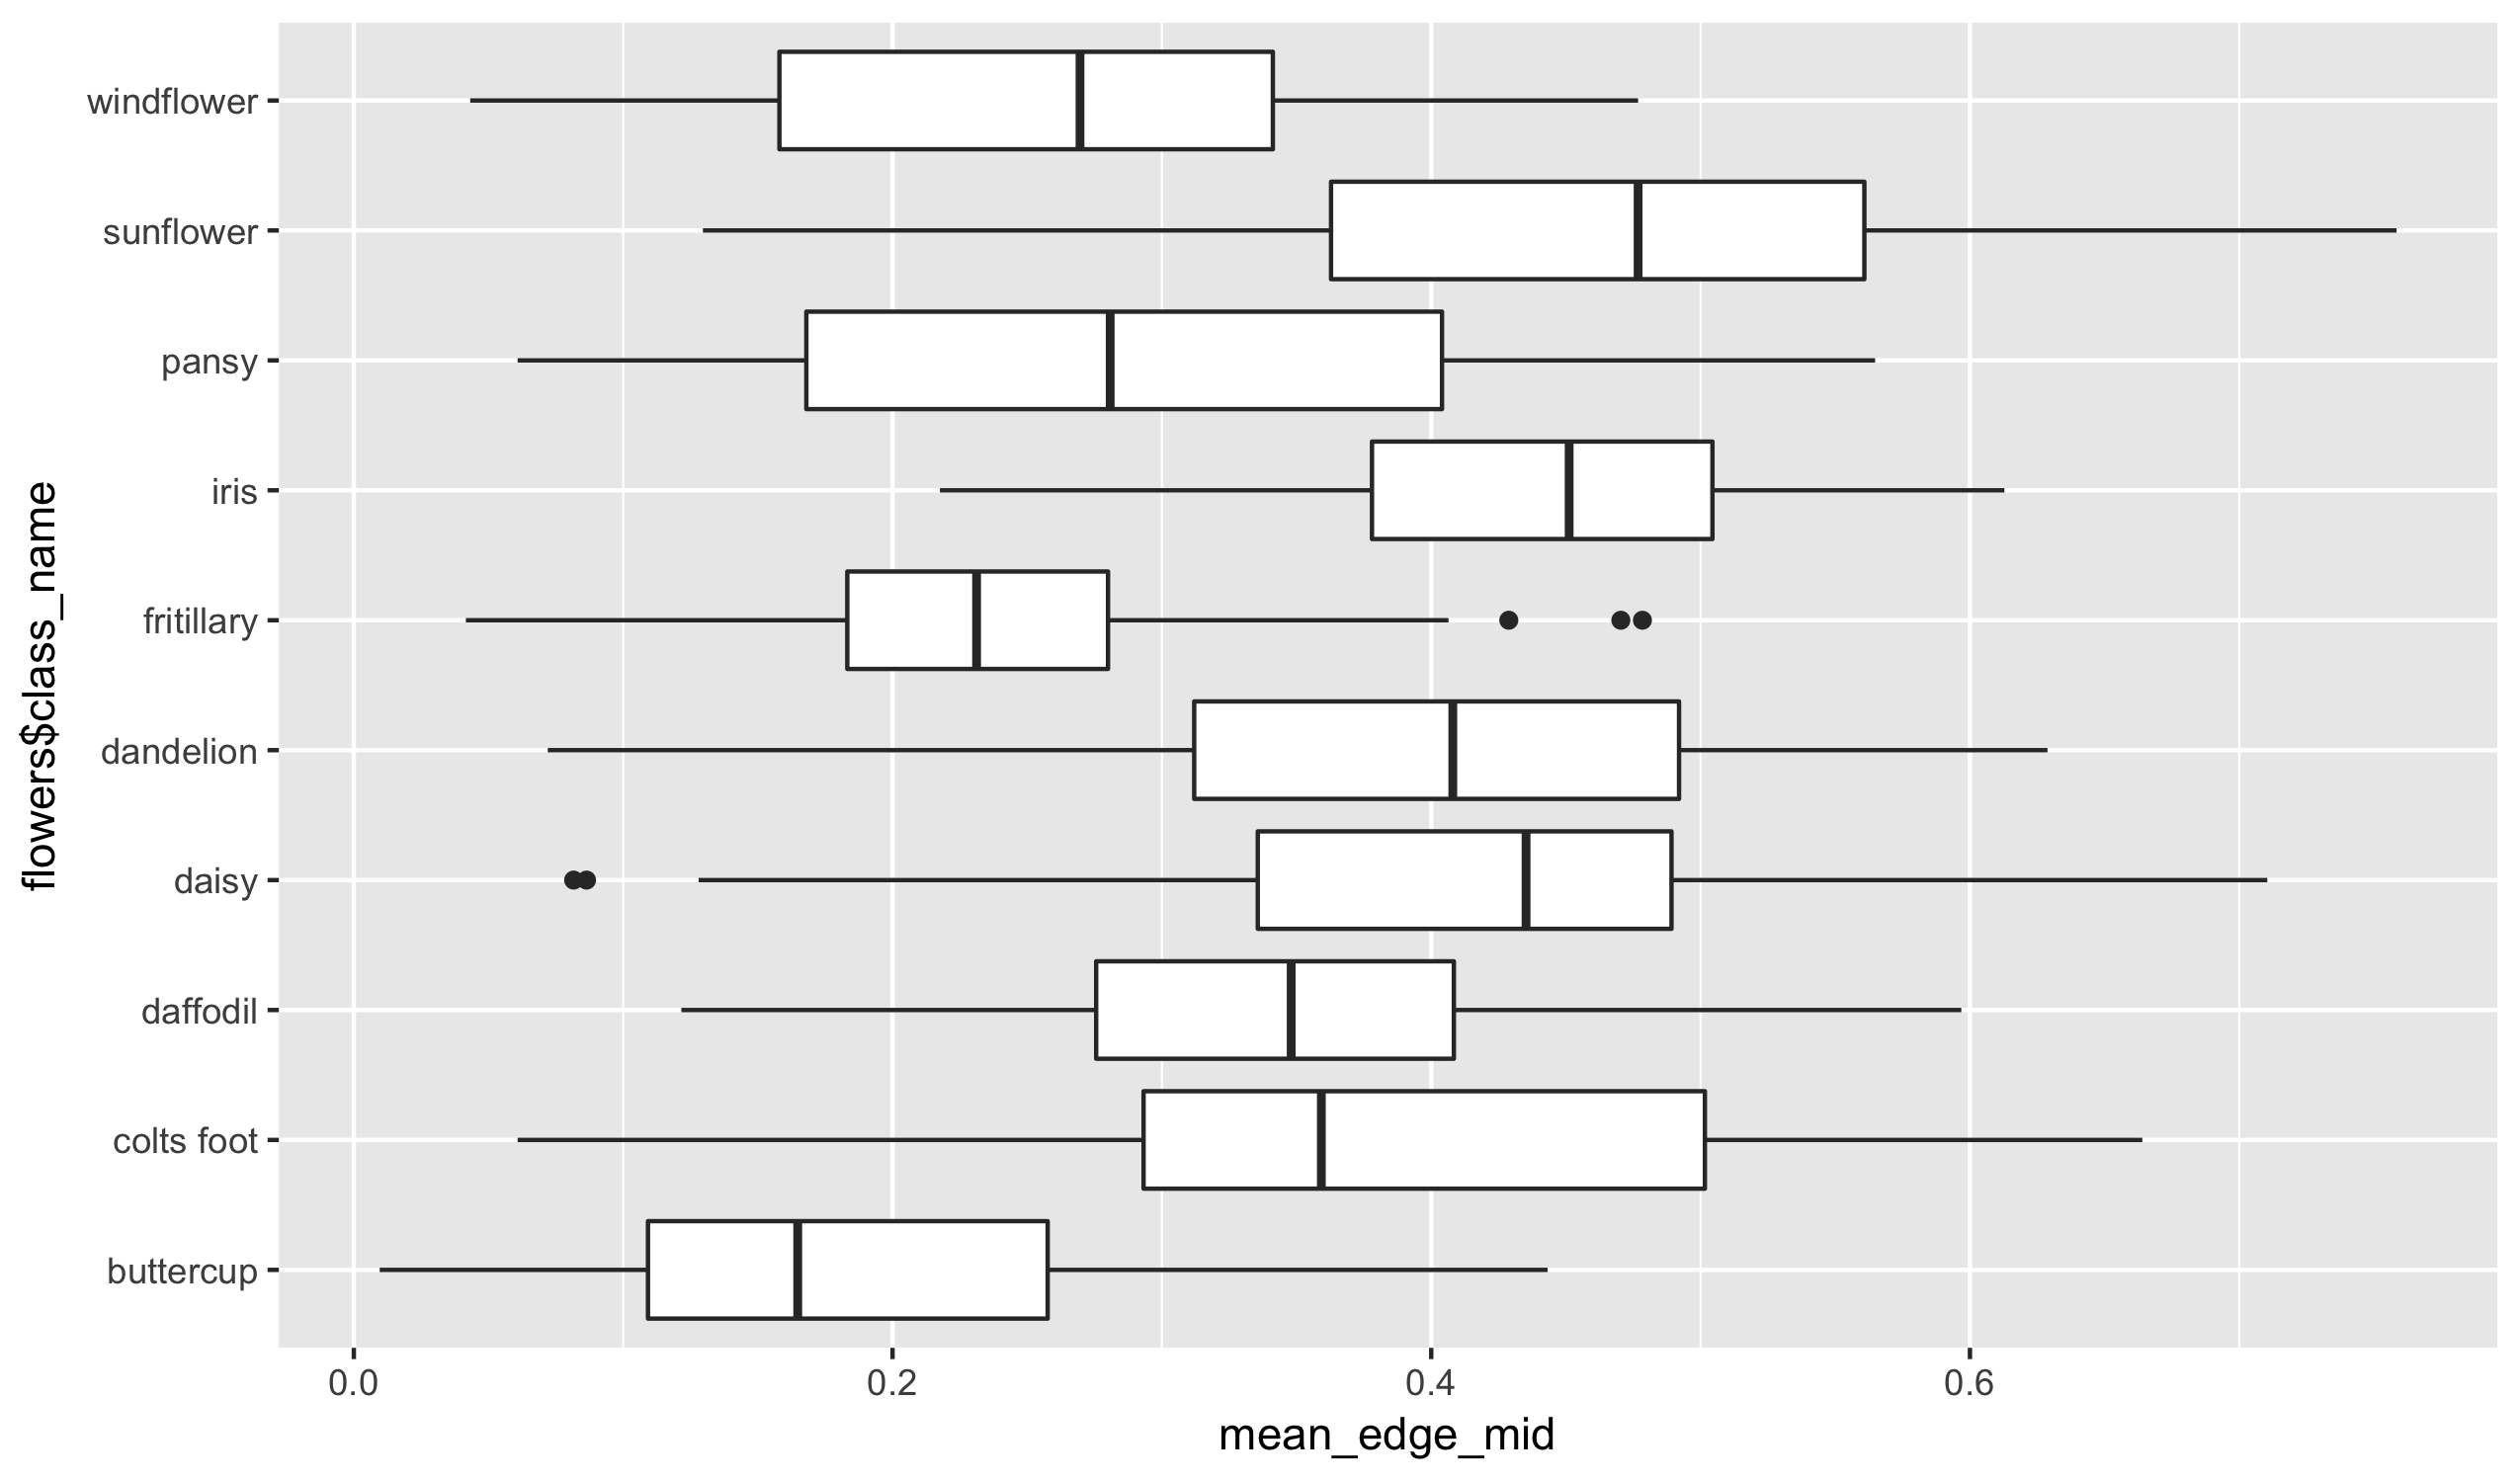 windflower
sunflower
pansy
iris
fritillary
dandelion
daisy
daffodil
colts foot
buttercup
flowers$class_name
0.0 0.2 0.4 0.6
mean_edge_mid